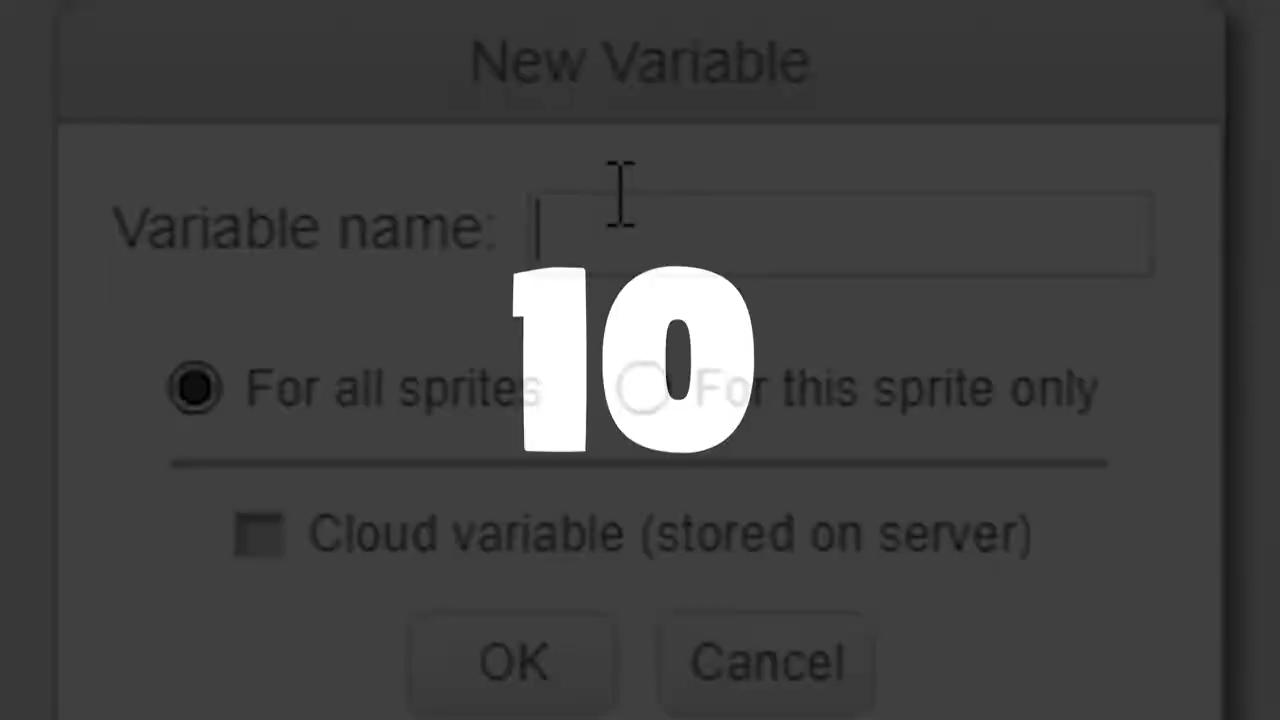 New Variable
Variable name:
10
For all sprites For this sprite only
Cloud variable (stored on server)
OK Cancel